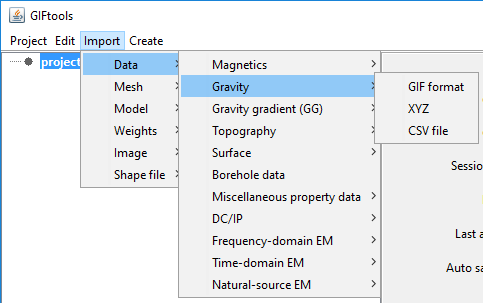 GIFtools
Project Edit Import Create
project
Data
Mesh
Model
Weights
Image
Shape file
Magnetics
Gravity
Gravity gradient (GG)
Topography
Surface
Borehole data
Miscellaneous property data
DC/IP
Frequency-domain EM
Time-domain EM
Natural-source EM
GIF format
XYZ
CSV file
Sessio
Last a
Auto sa